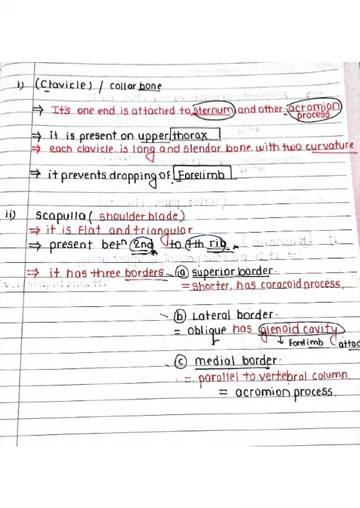 i) (Clavicle) / collar bone
⇒ It's one end is attached to sternum and other acromion process
⇒ it is present on upper thorax
⇒ each clavicle is long and slendar bone with two curvature
⇒ it prevents dropping of Forelimb
ii) scapulla ( shoulder blade)
⇒ it is flat and triangular
⇒ present betn 2nd to 7th rib.
⇒ it has three borders - (a) superior border.
= shorter, has coracoid process.
- (b) Lateral border
= oblique has glenoid cavity
↓ Forelimb
- (c) medial border.
= parallel to vertebral column
= acromion process.